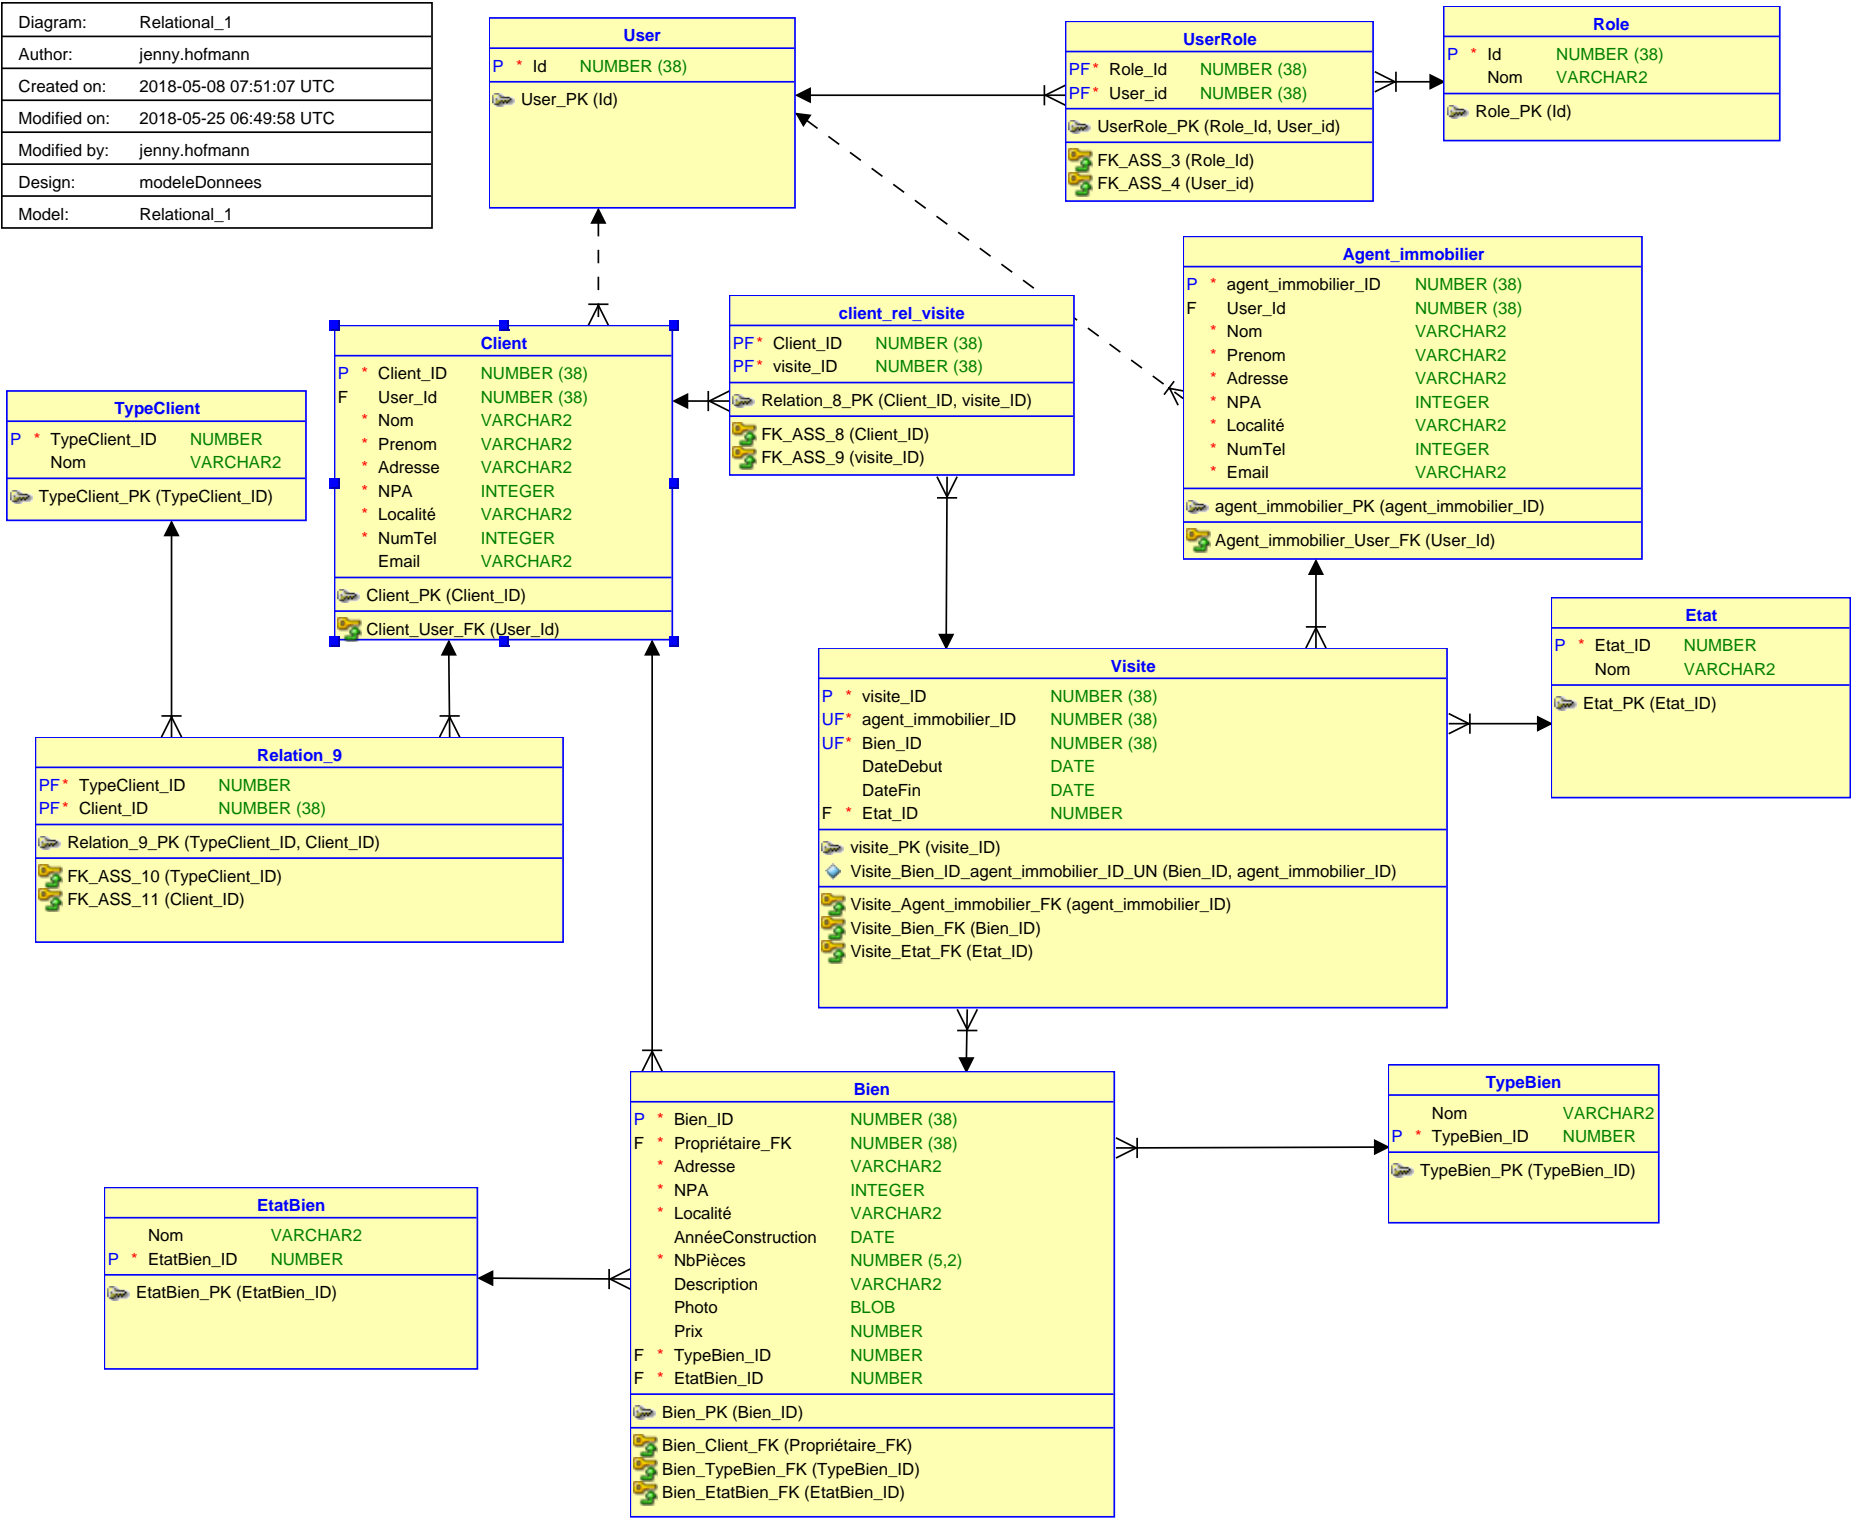 Diagram: Relational_1
Author: jenny.hofmann
Created on: 2018-05-08 07:51:07 UTC
Modified on: 2018-05-25 06:49:58 UTC
Modified by: jenny.hofmann
Design: modeleDonnees
Model: Relational_1
User
P * Id NUMBER (38)
User_PK (Id)
UserRole
PF* Role_Id NUMBER (38)
PF* User_id NUMBER (38)
UserRole_PK (Role_Id, User_id)
FK_ASS_3 (Role_Id)
FK_ASS_4 (User_id)
Role
P * Id NUMBER (38)
Nom VARCHAR2
Role_PK (Id)
Agent_immobilier
P * agent_immobilier_ID NUMBER (38)
F User_Id NUMBER (38)
* Nom VARCHAR2
* Prenom VARCHAR2
* Adresse VARCHAR2
* NPA INTEGER
* Localité VARCHAR2
* NumTel INTEGER
* Email VARCHAR2
agent_immobilier_PK (agent_immobilier_ID)
Agent_immobilier_User_FK (User_Id)
client_rel_visite
PF* Client_ID NUMBER (38)
PF* visite_ID NUMBER (38)
Relation_8_PK (Client_ID, visite_ID)
FK_ASS_8 (Client_ID)
FK_ASS_9 (visite_ID)
Client
P * Client_ID NUMBER (38)
F User_Id NUMBER (38)
* Nom VARCHAR2
* Prenom VARCHAR2
* Adresse VARCHAR2
* NPA INTEGER
* Localité VARCHAR2
* NumTel INTEGER
Email VARCHAR2
Client_PK (Client_ID)
Client_User_FK (User_Id)
TypeClient
P * TypeClient_ID NUMBER
Nom VARCHAR2
TypeClient_PK (TypeClient_ID)
Etat
P * Etat_ID NUMBER
Nom VARCHAR2
Etat_PK (Etat_ID)
Visite
P * visite_ID NUMBER (38)
UF* agent_immobilier_ID NUMBER (38)
UF* Bien_ID NUMBER (38)
DateDebut DATE
DateFin DATE
F * Etat_ID NUMBER
visite_PK (visite_ID)
Visite_Bien_ID_agent_immobilier_ID_UN (Bien_ID, agent_immobilier_ID)
Visite_Agent_immobilier_FK (agent_immobilier_ID)
Visite_Bien_FK (Bien_ID)
Visite_Etat_FK (Etat_ID)
Relation_9
PF* TypeClient_ID NUMBER
PF* Client_ID NUMBER (38)
Relation_9_PK (TypeClient_ID, Client_ID)
FK_ASS_10 (TypeClient_ID)
FK_ASS_11 (Client_ID)
Bien
P * Bien_ID NUMBER (38)
F * Propriétaire_FK NUMBER (38)
* Adresse VARCHAR2
* NPA INTEGER
* Localité VARCHAR2
AnnéeConstruction DATE
* NbPièces NUMBER (5,2)
Description VARCHAR2
Photo BLOB
Prix NUMBER
F * TypeBien_ID NUMBER
F * EtatBien_ID NUMBER
Bien_PK (Bien_ID)
Bien_Client_FK (Propriétaire_FK)
Bien_TypeBien_FK (TypeBien_ID)
Bien_EtatBien_FK (EtatBien_ID)
TypeBien
Nom VARCHAR2
P * TypeBien_ID NUMBER
TypeBien_PK (TypeBien_ID)
EtatBien
Nom VARCHAR2
P * EtatBien_ID NUMBER
EtatBien_PK (EtatBien_ID)